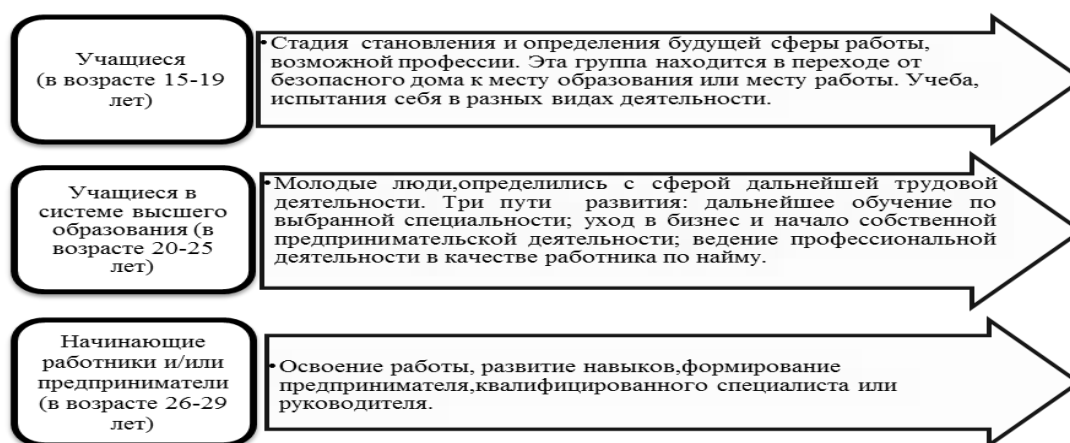 Учащиеся
(в возрасте 15-19
лет)
•Стадия становления и определения будущей сферы работы,
возможной профессии. Эта группа находится в переходе от
безопасного дома к месту образования или месту работы. Учеба,
испытания себя в разных видах деятельности.
Учащиеся в
системе высшего
образования (в
возрасте 20-25
лет)
•Молодые люди,определились с сферой дальнейшей трудовой
деятельности. Три пути развития: дальнейшее обучение по
выбранной специальности; уход в бизнес и начало собственной
предпринимательской деятельности; ведение профессиональной
деятельности в качестве работника по найму.
Начинающие
работники и/или
предприниматели
(в возрасте 26-29
лет)
•Освоение работы, развитие навыков,формирование
предпринимателя,квалифицированного специалиста или
руководителя.